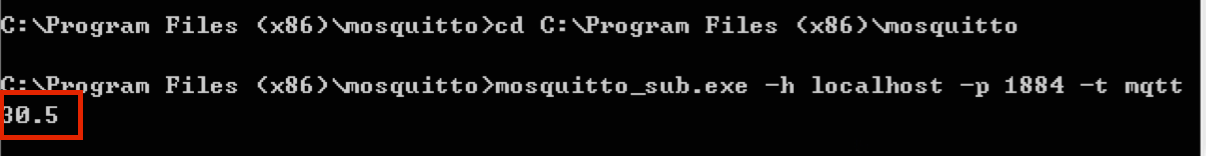 C:\Program Files (x86)\mosquitto>cd C:\Program Files (x86)\mosquitto
C:\Program Files (x86)\mosquitto>mosquitto_sub.exe -h localhost -p 1884 -t mqtt
30.5